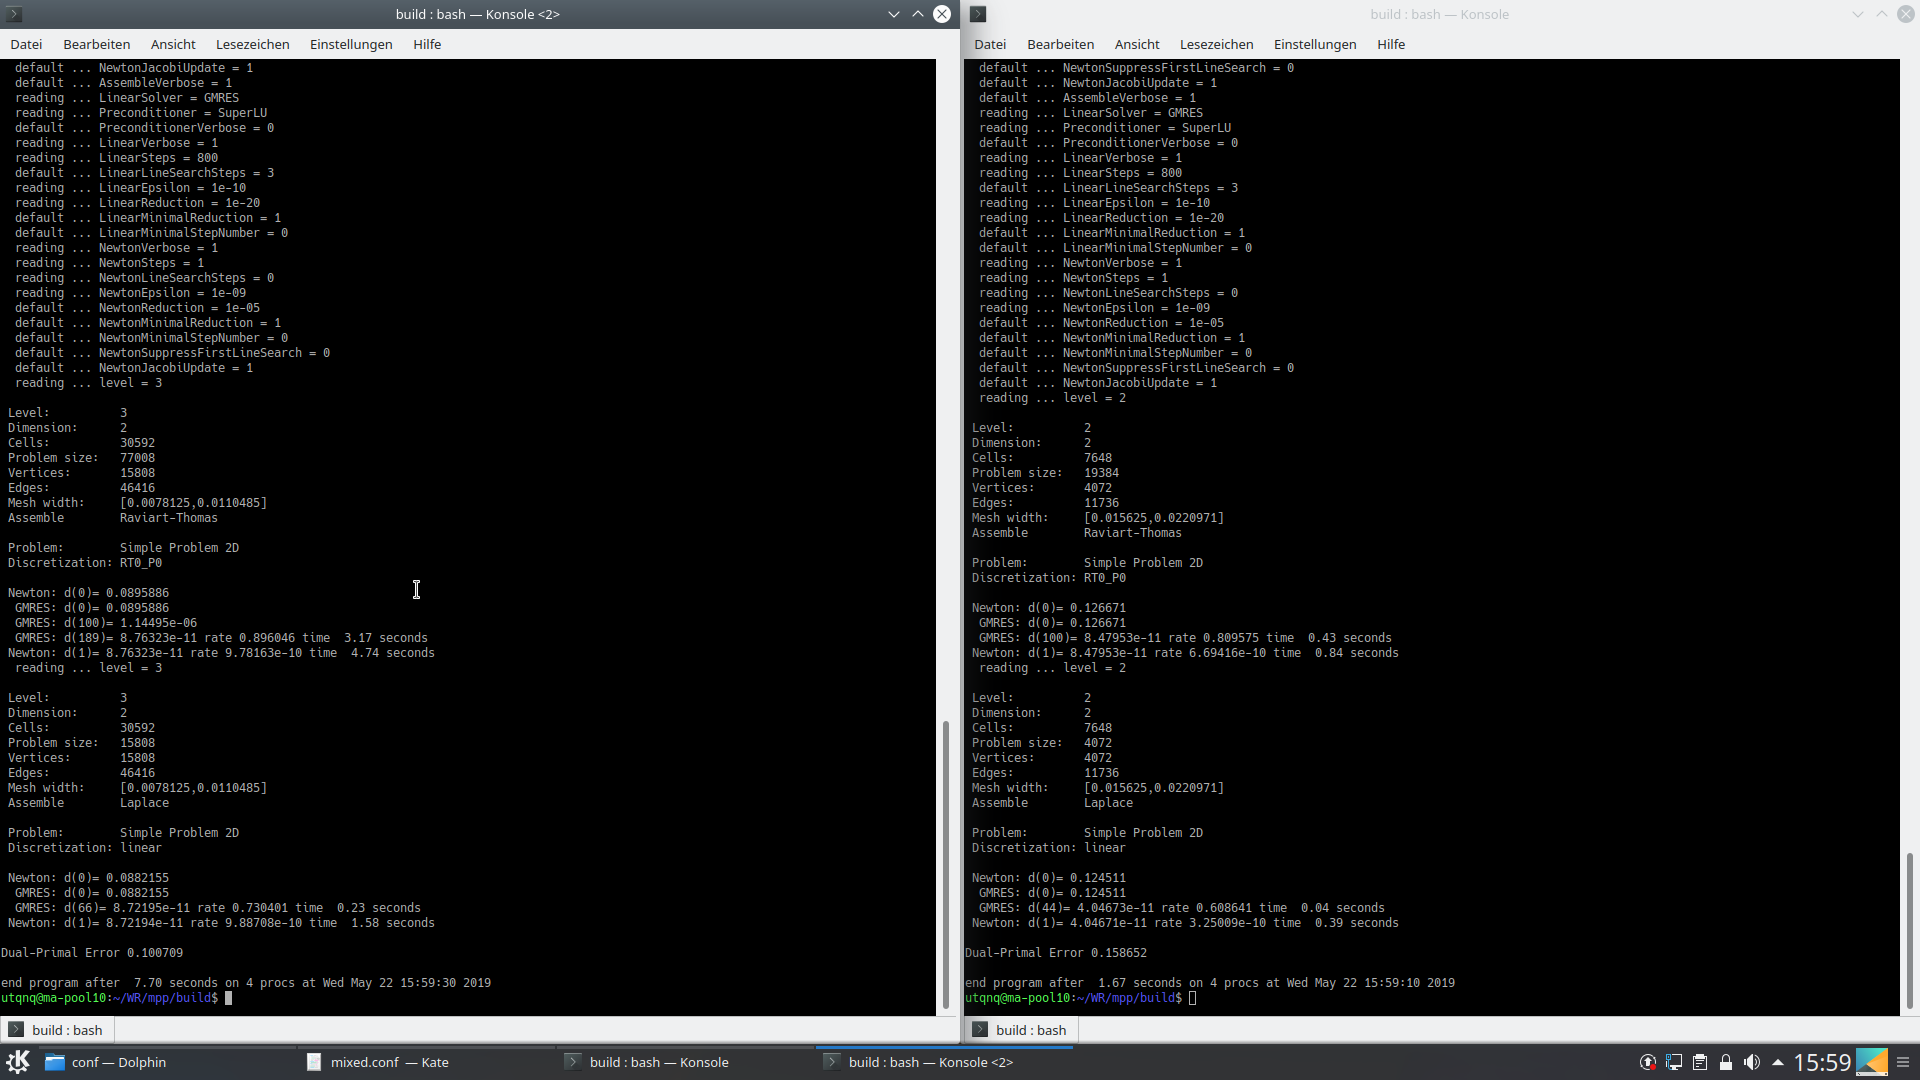 build : bash — Konsole <2>
Datei Bearbeiten Ansicht Lesezeichen Einstellungen Hilfe
default ... NewtonJacobiUpdate = 1
default ... AssembleVerbose = 1
reading ... LinearSolver = GMRES
reading ... Preconditioner = SuperLU
default ... PreconditionerVerbose = 0
reading ... LinearVerbose = 1
reading ... LinearSteps = 800
default ... LinearLineSearchSteps = 3
reading ... LinearEpsilon = 1e-10
reading ... LinearReduction = 1e-20
default ... LinearMinimalReduction = 1
default ... LinearMinimalStepNumber = 0
reading ... NewtonVerbose = 1
reading ... NewtonSteps = 1
reading ... NewtonLineSearchSteps = 0
reading ... NewtonEpsilon = 1e-09
default ... NewtonReduction = 1e-05
default ... NewtonMinimalReduction = 1
default ... NewtonMinimalStepNumber = 0
default ... NewtonSuppressFirstLineSearch = 0
default ... NewtonJacobiUpdate = 1
reading ... level = 3
Level: 3
Dimension: 2
Cells: 30592
Problem size: 77008
Vertices: 15808
Edges: 46416
Mesh width: [0.0078125,0.0110485]
Assemble Raviart-Thomas
Problem: Simple Problem 2D
Discretization: RT0_P0
Newton: d(0)= 0.0895886
GMRES: d(0)= 0.0895886
GMRES: d(100)= 1.14495e-06
GMRES: d(189)= 8.76323e-11 rate 0.896046 time 3.17 seconds
Newton: d(1)= 8.76323e-11 rate 9.78163e-10 time 4.74 seconds
reading ... level = 3
Level: 3
Dimension: 2
Cells: 30592
Problem size: 15808
Vertices: 15808
Edges: 46416
Mesh width: [0.0078125,0.0110485]
Assemble Laplace
Problem: Simple Problem 2D
Discretization: linear
Newton: d(0)= 0.0882155
GMRES: d(0)= 0.0882155
GMRES: d(66)= 8.72195e-11 rate 0.730401 time 0.23 seconds
Newton: d(1)= 8.72194e-11 rate 9.88708e-10 time 1.58 seconds
Dual-Primal Error 0.100709
end program after 7.70 seconds on 4 procs at Wed May 22 15:59:30 2019
utqnq@ma-pool10:~/WR/mpp/build$
build : bash
build : bash — Konsole
Datei Bearbeiten Ansicht Lesezeichen Einstellungen Hilfe
default ... NewtonSuppressFirstLineSearch = 0
default ... NewtonJacobiUpdate = 1
default ... AssembleVerbose = 1
reading ... LinearSolver = GMRES
reading ... Preconditioner = SuperLU
default ... PreconditionerVerbose = 0
reading ... LinearVerbose = 1
reading ... LinearSteps = 800
default ... LinearLineSearchSteps = 3
reading ... LinearEpsilon = 1e-10
reading ... LinearReduction = 1e-20
default ... LinearMinimalReduction = 1
default ... LinearMinimalStepNumber = 0
reading ... NewtonVerbose = 1
reading ... NewtonSteps = 1
reading ... NewtonLineSearchSteps = 0
reading ... NewtonEpsilon = 1e-09
default ... NewtonReduction = 1e-05
default ... NewtonMinimalReduction = 1
default ... NewtonMinimalStepNumber = 0
default ... NewtonSuppressFirstLineSearch = 0
default ... NewtonJacobiUpdate = 1
reading ... level = 2
Level: 2
Dimension: 2
Cells: 7648
Problem size: 19384
Vertices: 4072
Edges: 11736
Mesh width: [0.015625,0.0220971]
Assemble Raviart-Thomas
Problem: Simple Problem 2D
Discretization: RT0_P0
Newton: d(0)= 0.126671
GMRES: d(0)= 0.126671
GMRES: d(100)= 8.47953e-11 rate 0.809575 time 0.43 seconds
Newton: d(1)= 8.47953e-11 rate 6.69416e-10 time 0.84 seconds
reading ... level = 2
Level: 2
Dimension: 2
Cells: 7648
Problem size: 4072
Vertices: 4072
Edges: 11736
Mesh width: [0.015625,0.0220971]
Assemble Laplace
Problem: Simple Problem 2D
Discretization: linear
Newton: d(0)= 0.124511
GMRES: d(0)= 0.124511
GMRES: d(44)= 4.04673e-11 rate 0.608641 time 0.04 seconds
Newton: d(1)= 4.04671e-11 rate 3.25009e-10 time 0.39 seconds
Dual-Primal Error 0.158652
end program after 1.67 seconds on 4 procs at Wed May 22 15:59:10 2019
utqnq@ma-pool10:~/WR/mpp/build$
build : bash
conf — Dolphin
mixed.conf — Kate
build : bash — Konsole
build : bash — Konsole <2>
15:59